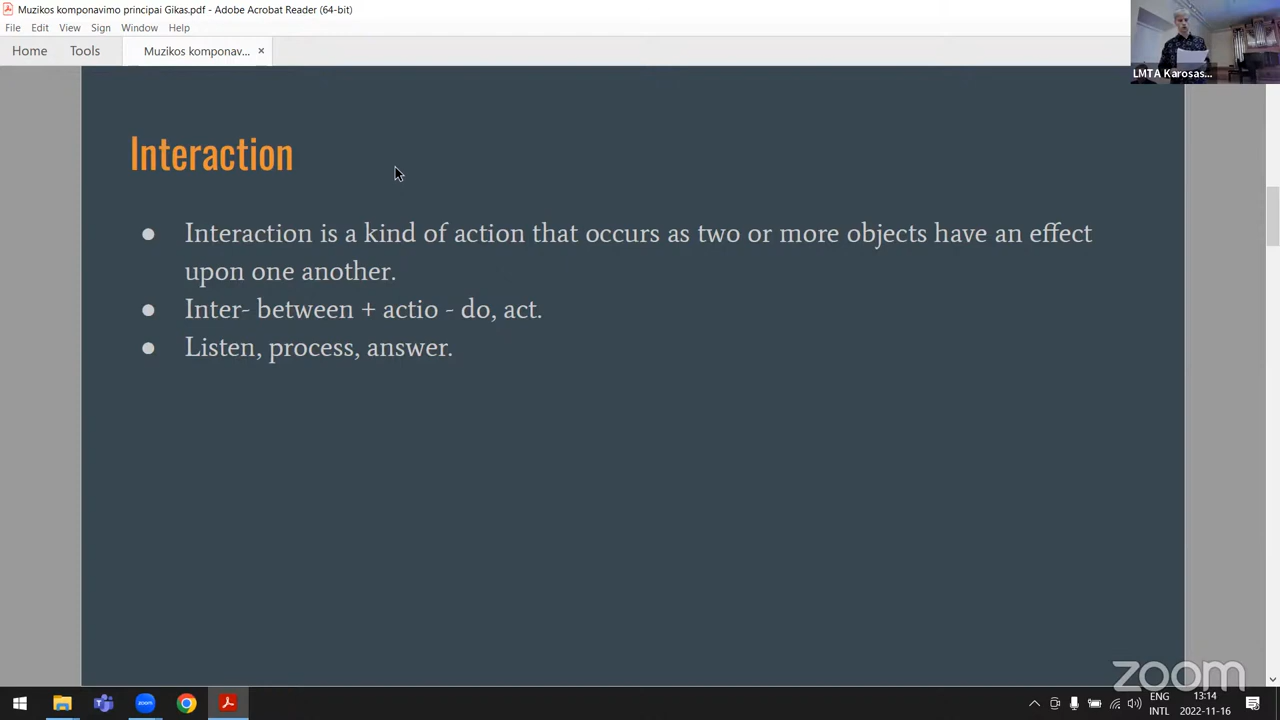 Muzikos komponavimo principai Gikas.pdf - Adobe Acrobat Reader (64-bit)
File Edit View Sign Window Help
Home Tools Muzikos komponav... ×
LMTA Karosas...
Interaction
● Interaction is a kind of action that occurs as two or more objects have an effect
upon one another.
● Inter- between + actio - do, act.
● Listen, process, answer.
zoom
zoom
ENG 13:14
INTL 2022-11-16